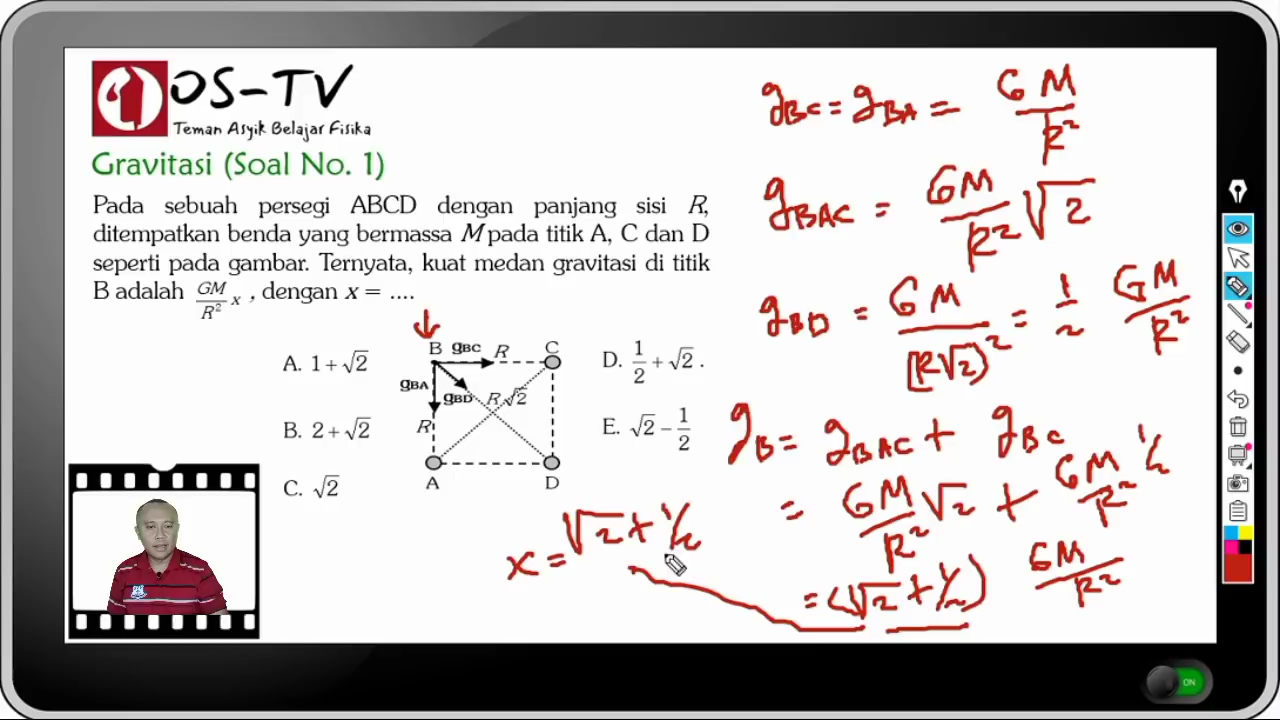 OS-TV
Teman Asyik Belajar Fisika
Gravitasi (Soal No. 1)
Pada sebuah persegi ABCD dengan panjang sisi R,
ditempatkan benda yang bermassa M pada titik A, C dan D
seperti pada gambar. Ternyata, kuat medan gravitasi di titik
B adalah GM/R² x , dengan x = ....
A. 1 + √2
B. 2 + √2
C. √2
B gBC R C
gBA gBD R√2
R
A D
D. 1/2 + √2 .
E. √2 − 1/2
x = √2 + 1/2
gBC = gBA = GM/R²
gBAC = GM/R² √2
gBD = GM/(R√2)² = 1/2 GM/R²
gB = gBAC + gBC
= GM/R² √2 + GM/R² 1/2
= (√2 + 1/2) GM/R²
ON